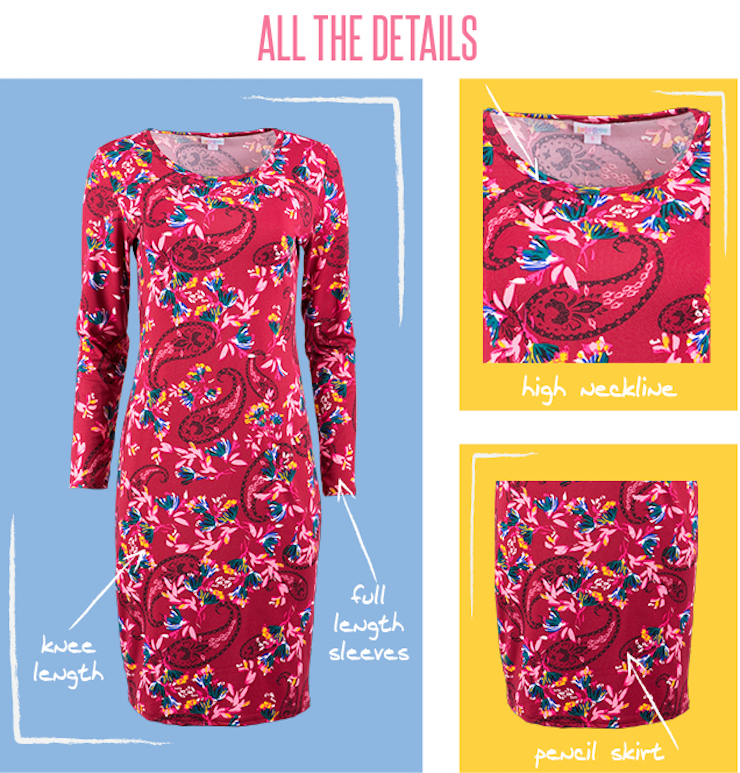 ALL THE DETAILS
knee
length
full
length
sleeves
high neckline
pencil skirt